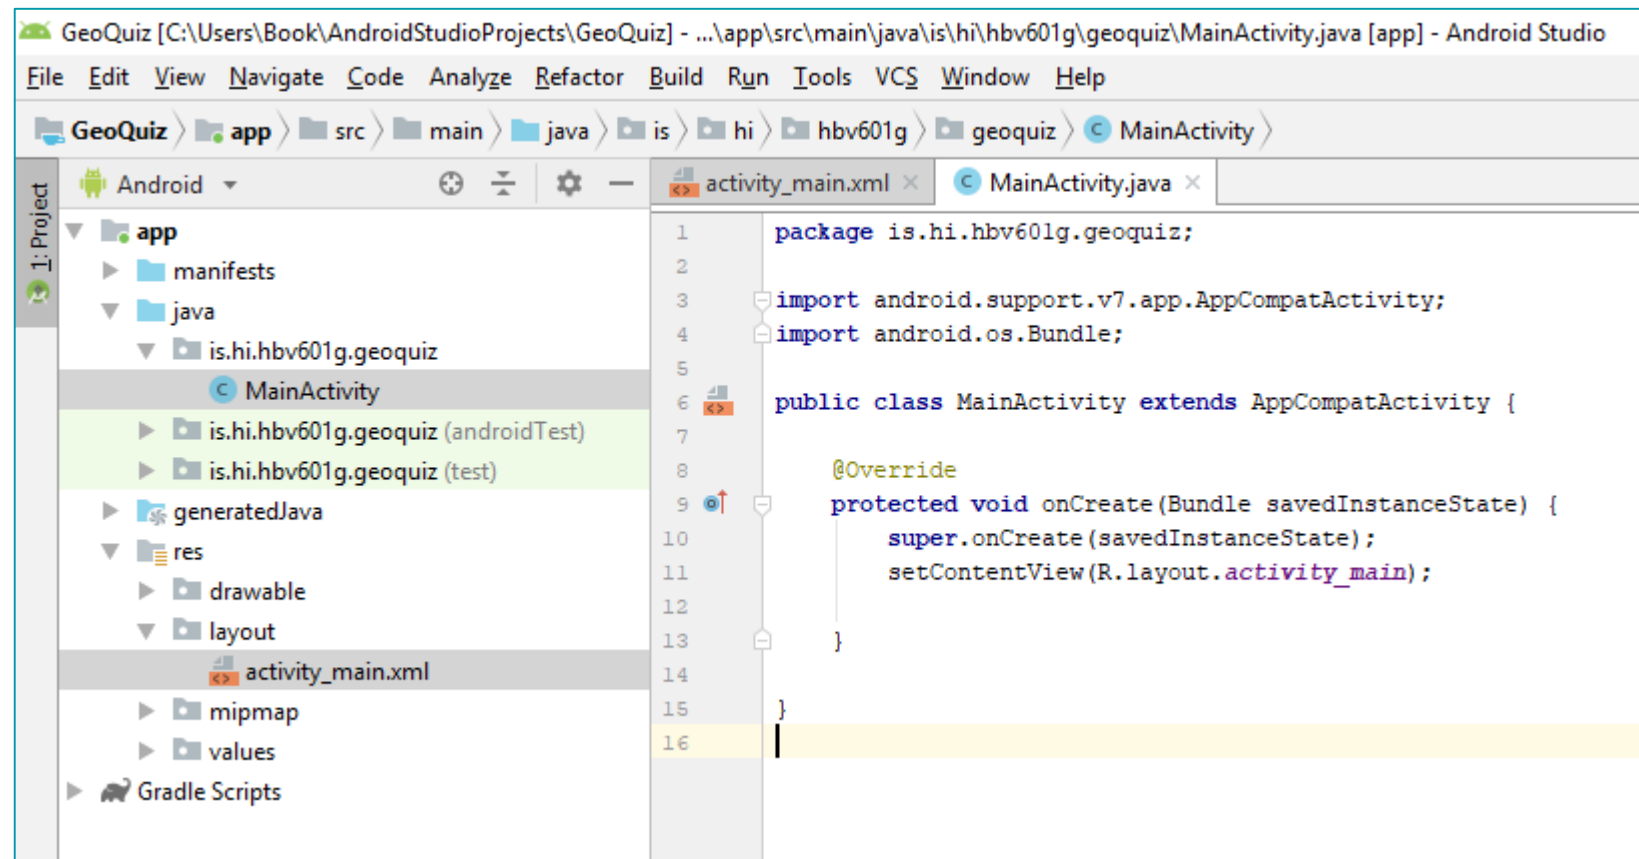 GeoQuiz [C:\Users\Book\AndroidStudioProjects\GeoQuiz] - ...\app\src\main\java\is\hi\hbv601g\geoquiz\MainActivity.java [app] - Android Studio
File Edit View Navigate Code Analyze Refactor Build Run Tools VCS Window Help
GeoQuiz app src main java is hi hbv601g geoquiz MainActivity
1: Project
Android
app
manifests
java
is.hi.hbv601g.geoquiz
MainActivity
is.hi.hbv601g.geoquiz (androidTest)
is.hi.hbv601g.geoquiz (test)
generatedJava
res
drawable
layout
activity_main.xml
mipmap
values
Gradle Scripts
activity_main.xml MainActivity.java
1 package is.hi.hbv601g.geoquiz;
2
3 import android.support.v7.app.AppCompatActivity;
4 import android.os.Bundle;
5
6 public class MainActivity extends AppCompatActivity {
7
8 @Override
9 protected void onCreate(Bundle savedInstanceState) {
10 super.onCreate(savedInstanceState);
11 setContentView(R.layout.activity_main);
12
13 }
14
15 }
16